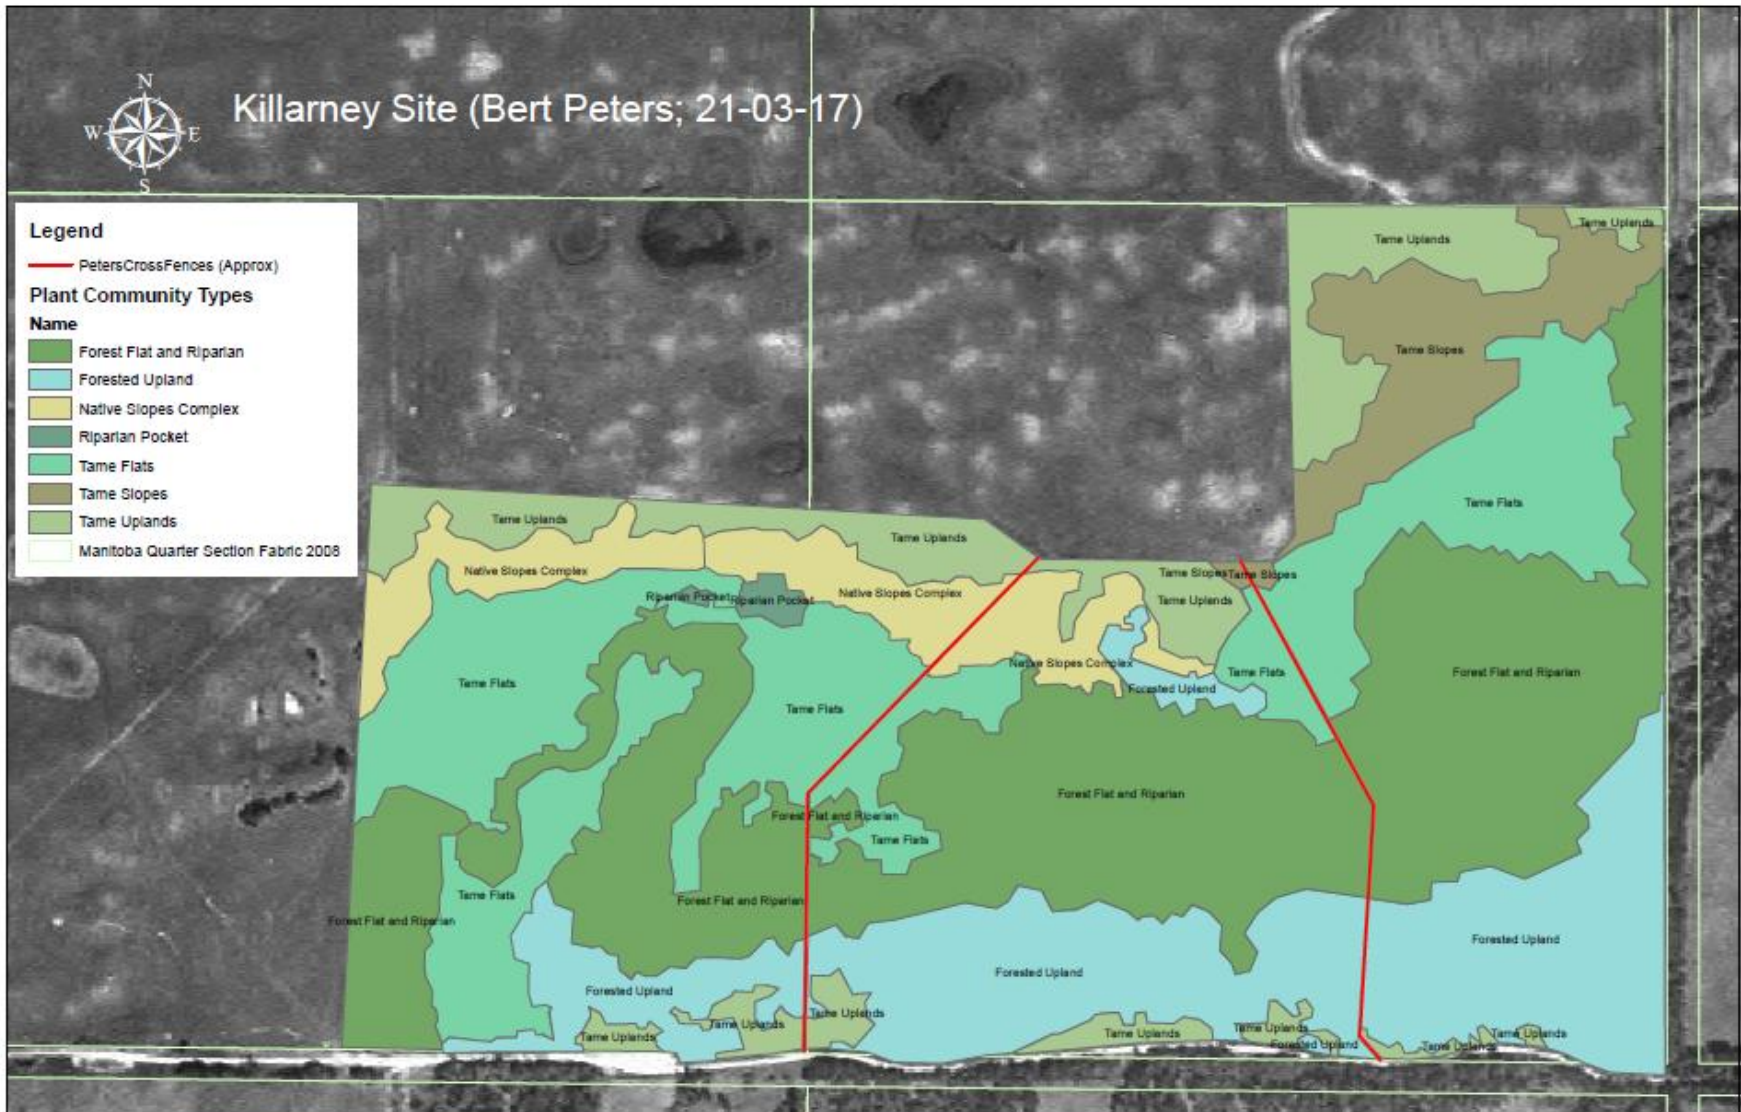 N
W
E
S
Killarney Site (Bert Peters; 21-03-17)
Legend
PetersCrossFences (Approx)
Plant Community Types
Name
Forest Flat and Riparian
Forested Upland
Native Slopes Complex
Riparian Pocket
Tame Flats
Tame Slopes
Tame Uplands
Manitoba Quarter Section Fabric 2008
Tame Uplands
Tame Uplands
Tame Slopes
Tame Flats
Tame Uplands
Tame Uplands
Native Slopes Complex
Tame Slopes
Tame Slopes
Riparian Pocket
Riparian Pocket
Native Slopes Complex
Tame Uplands
Native Slopes Complex
Tame Flats
Forest Flat and Riparian
Tame Flats
Forested Upland
Tame Flats
Forest Flat and Riparian
Forest Flat and Riparian
Tame Flats
Tame Flats
Forest Flat and Riparian
Forest Flat and Riparian
Forested Upland
Forested Upland
Forested Upland
Tame Uplands
Tame Uplands
Tame Uplands
Tame Uplands
Tame Uplands
Tame Uplands
Forested Upland
Tame Uplands